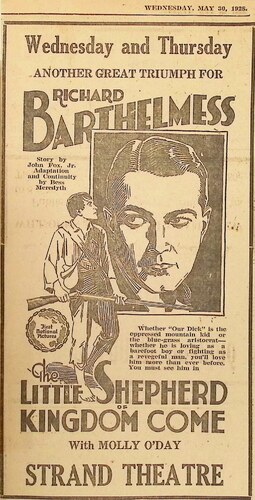 WEDNESDAY, MAY 30, 1928.
Wednesday and Thursday
ANOTHER GREAT TRIUMPH FOR
RICHARD
BARTHELMESS
Story by
John Fox, Jr.
Adaptation
and Continuity
by Bess
Meredyth
First
National
Pictures
Whether "Our Dick" is the
oppressed mountain kid or
the blue-grass aristocrat—
whether he is loving as a
barefoot boy or fighting as
a revengeful man, you'll love
him more than ever before.
You must see him in
The
LITTLE SHEPHERD
OF
KINGDOM COME
With MOLLY O'DAY
STRAND THEATRE